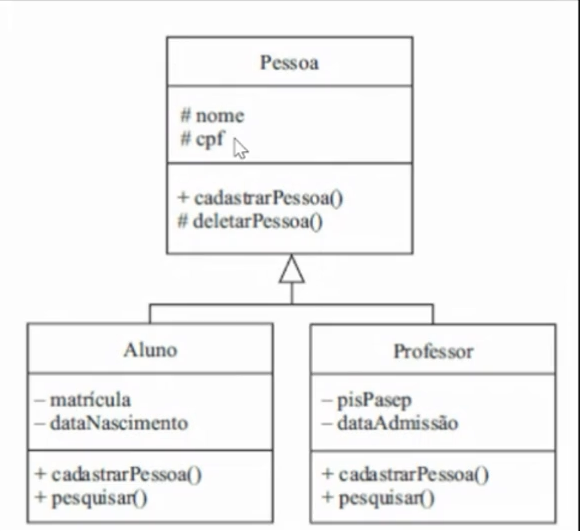 Pessoa
# nome
# cpf
+ cadastrarPessoa()
# deletarPessoa()
Aluno
– matrícula
– dataNascimento
+ cadastrarPessoa()
+ pesquisar()
Professor
– pisPasep
– dataAdmissão
+ cadastrarPessoa()
+ pesquisar()